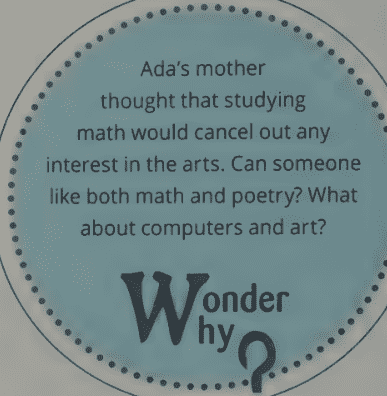 Ada's mother
thought that studying
math would cancel out any
interest in the arts. Can someone
like both math and poetry? What
about computers and art?
Wonder
Why?